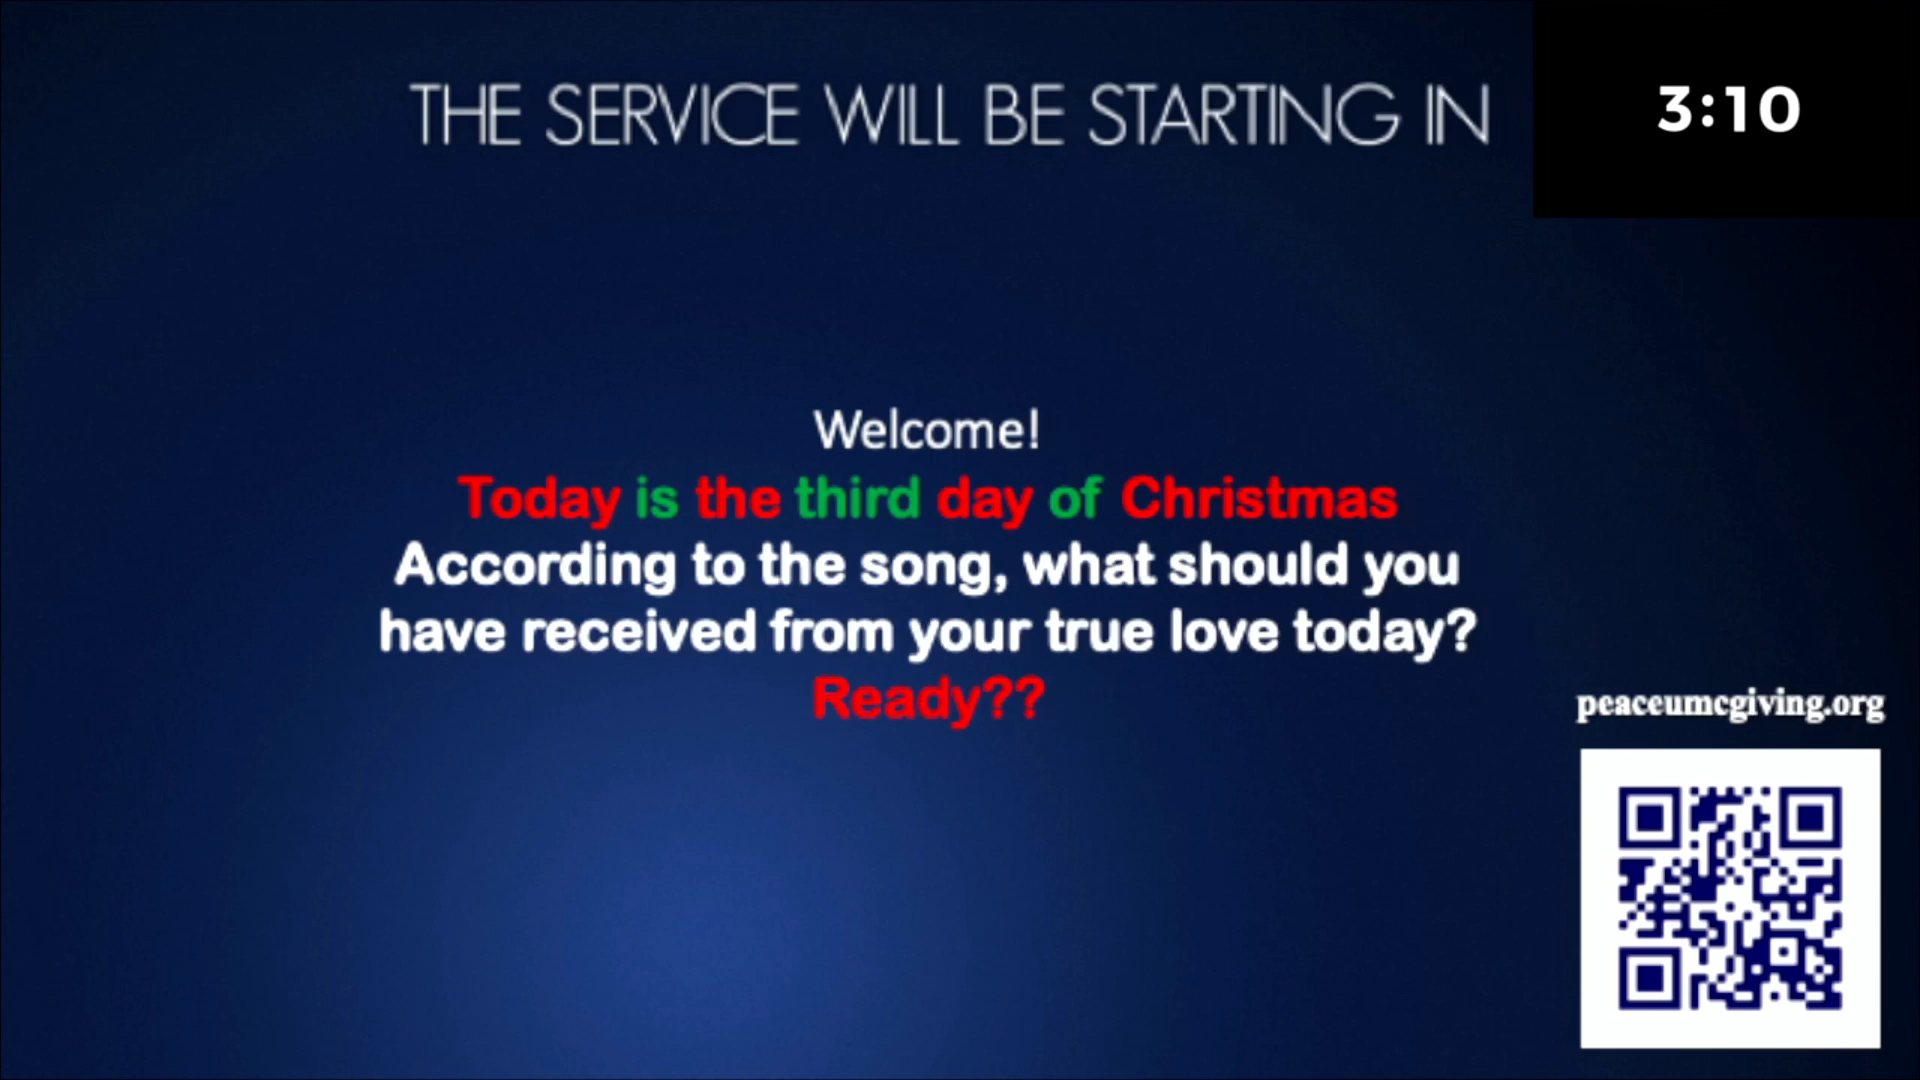 THE SERVICE WILL BE STARTING IN
3:10
Welcome!
Today is the third day of Christmas
According to the song, what should you
have received from your true love today?
Ready??
peaceumcgiving.org